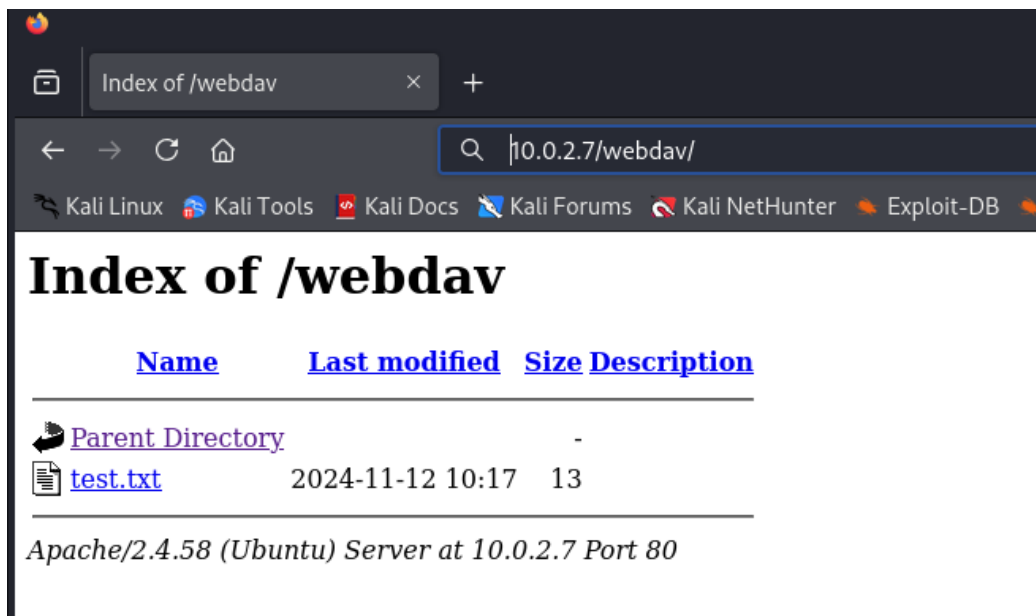 Index of /webdav
10.0.2.7/webdav/
Kali Linux Kali Tools Kali Docs Kali Forums Kali NetHunter Exploit-DB
Index of /webdav
Name Last modified Size Description
Parent Directory -
test.txt 2024-11-12 10:17 13
Apache/2.4.58 (Ubuntu) Server at 10.0.2.7 Port 80